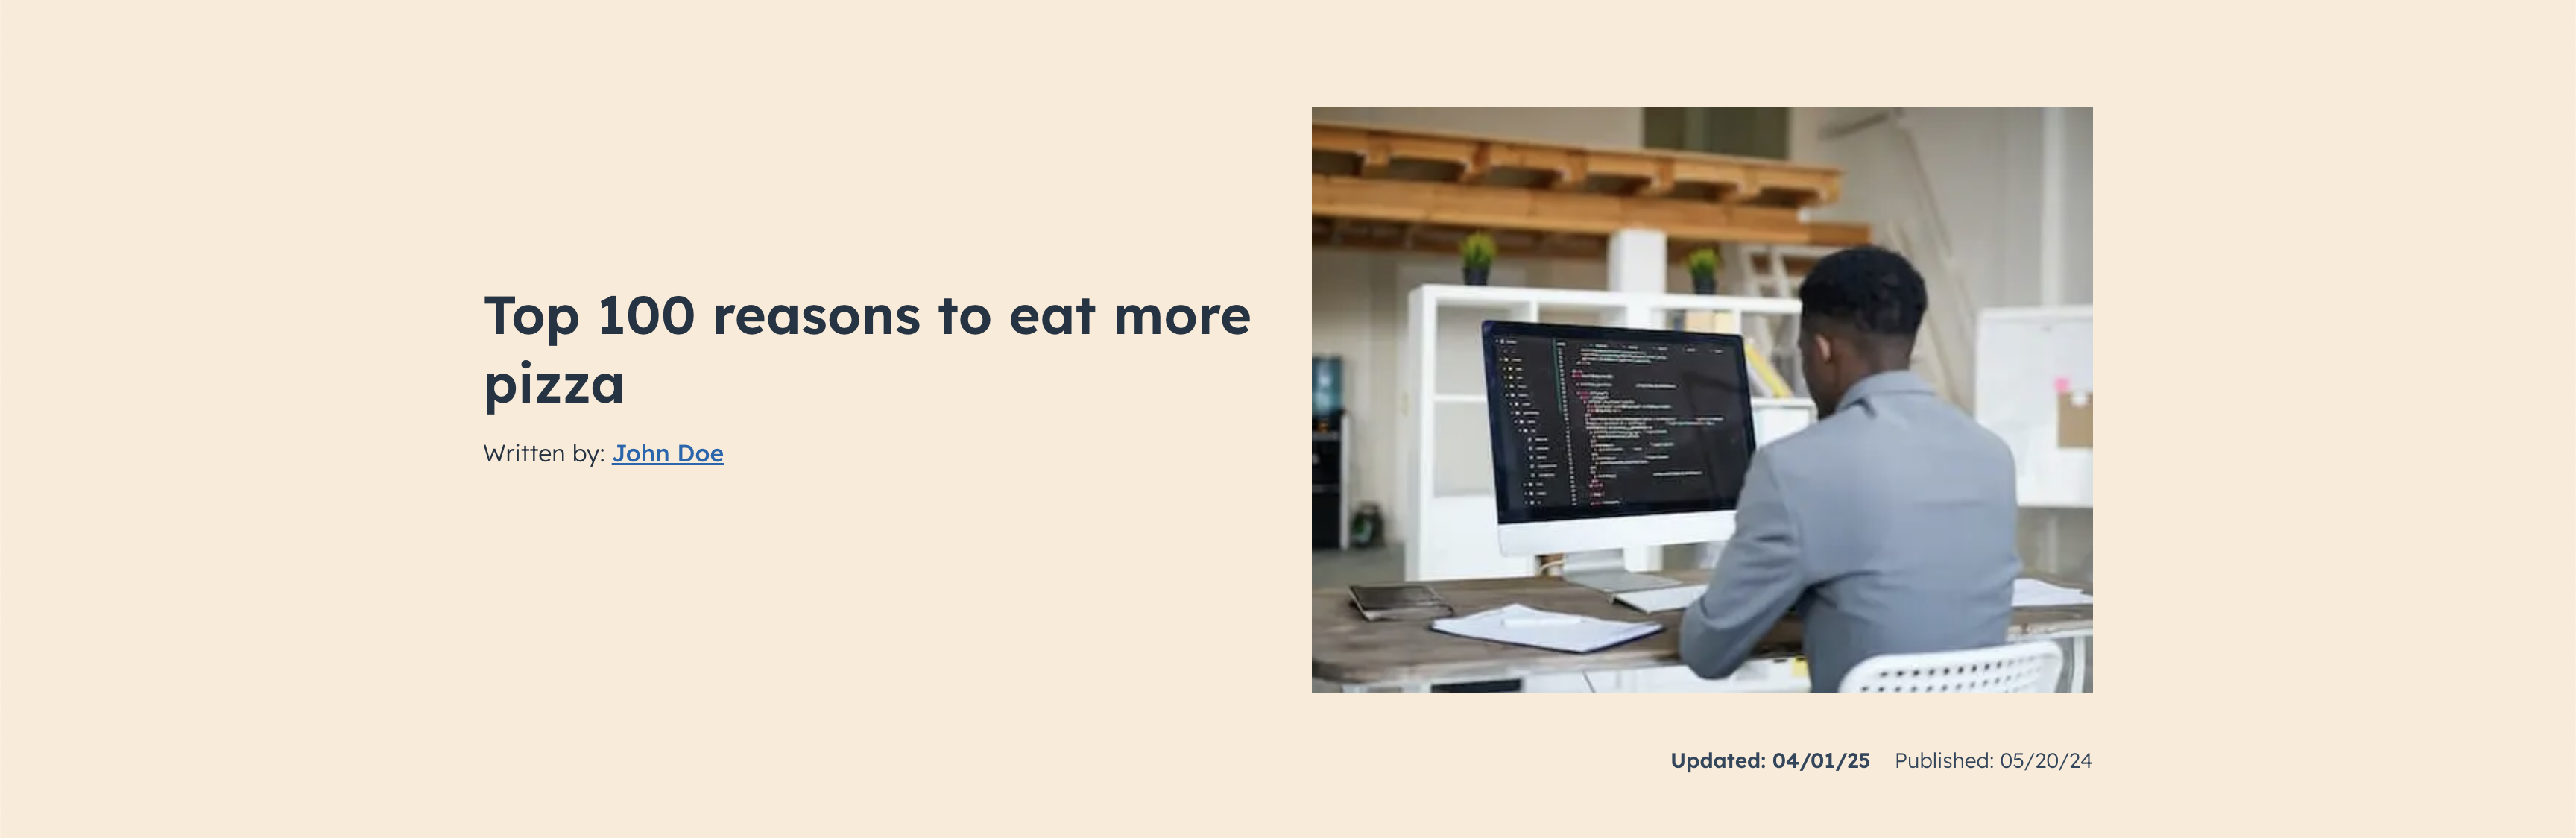 Top 100 reasons to eat more
pizza
Written by: John Doe
Updated: 04/01/25 Published: 05/20/24